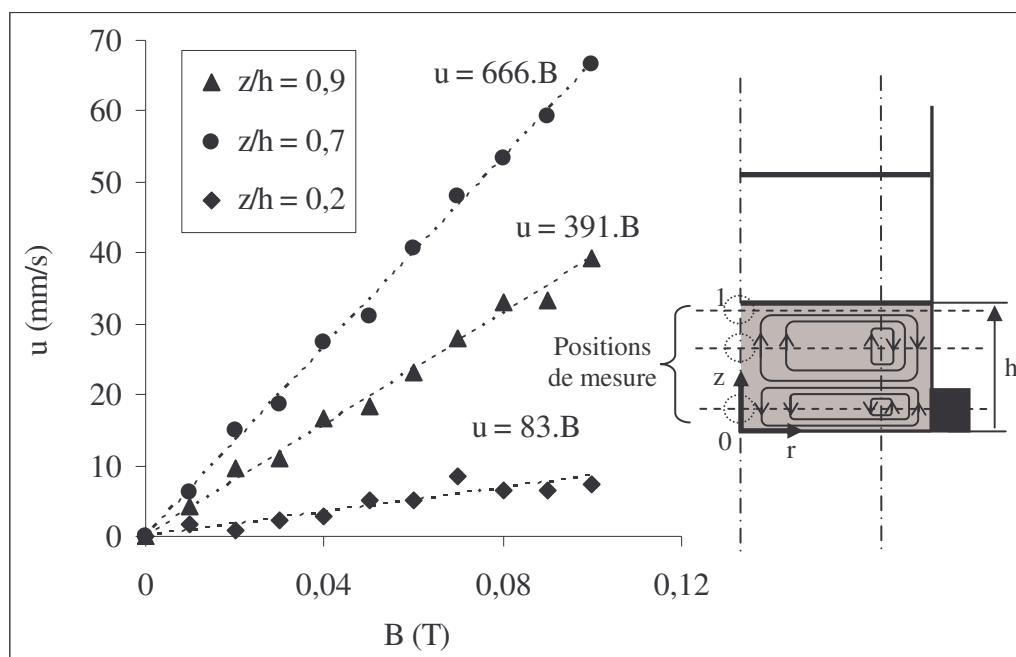 70
60
50
40
30
20
10
0
u (mm/s)
0
0,04
0,08
0,12
B (T)
z/h = 0,9
z/h = 0,7
z/h = 0,2
u = 666.B
u = 391.B
u = 83.B
1
Positions
de mesure
z
0
r
h